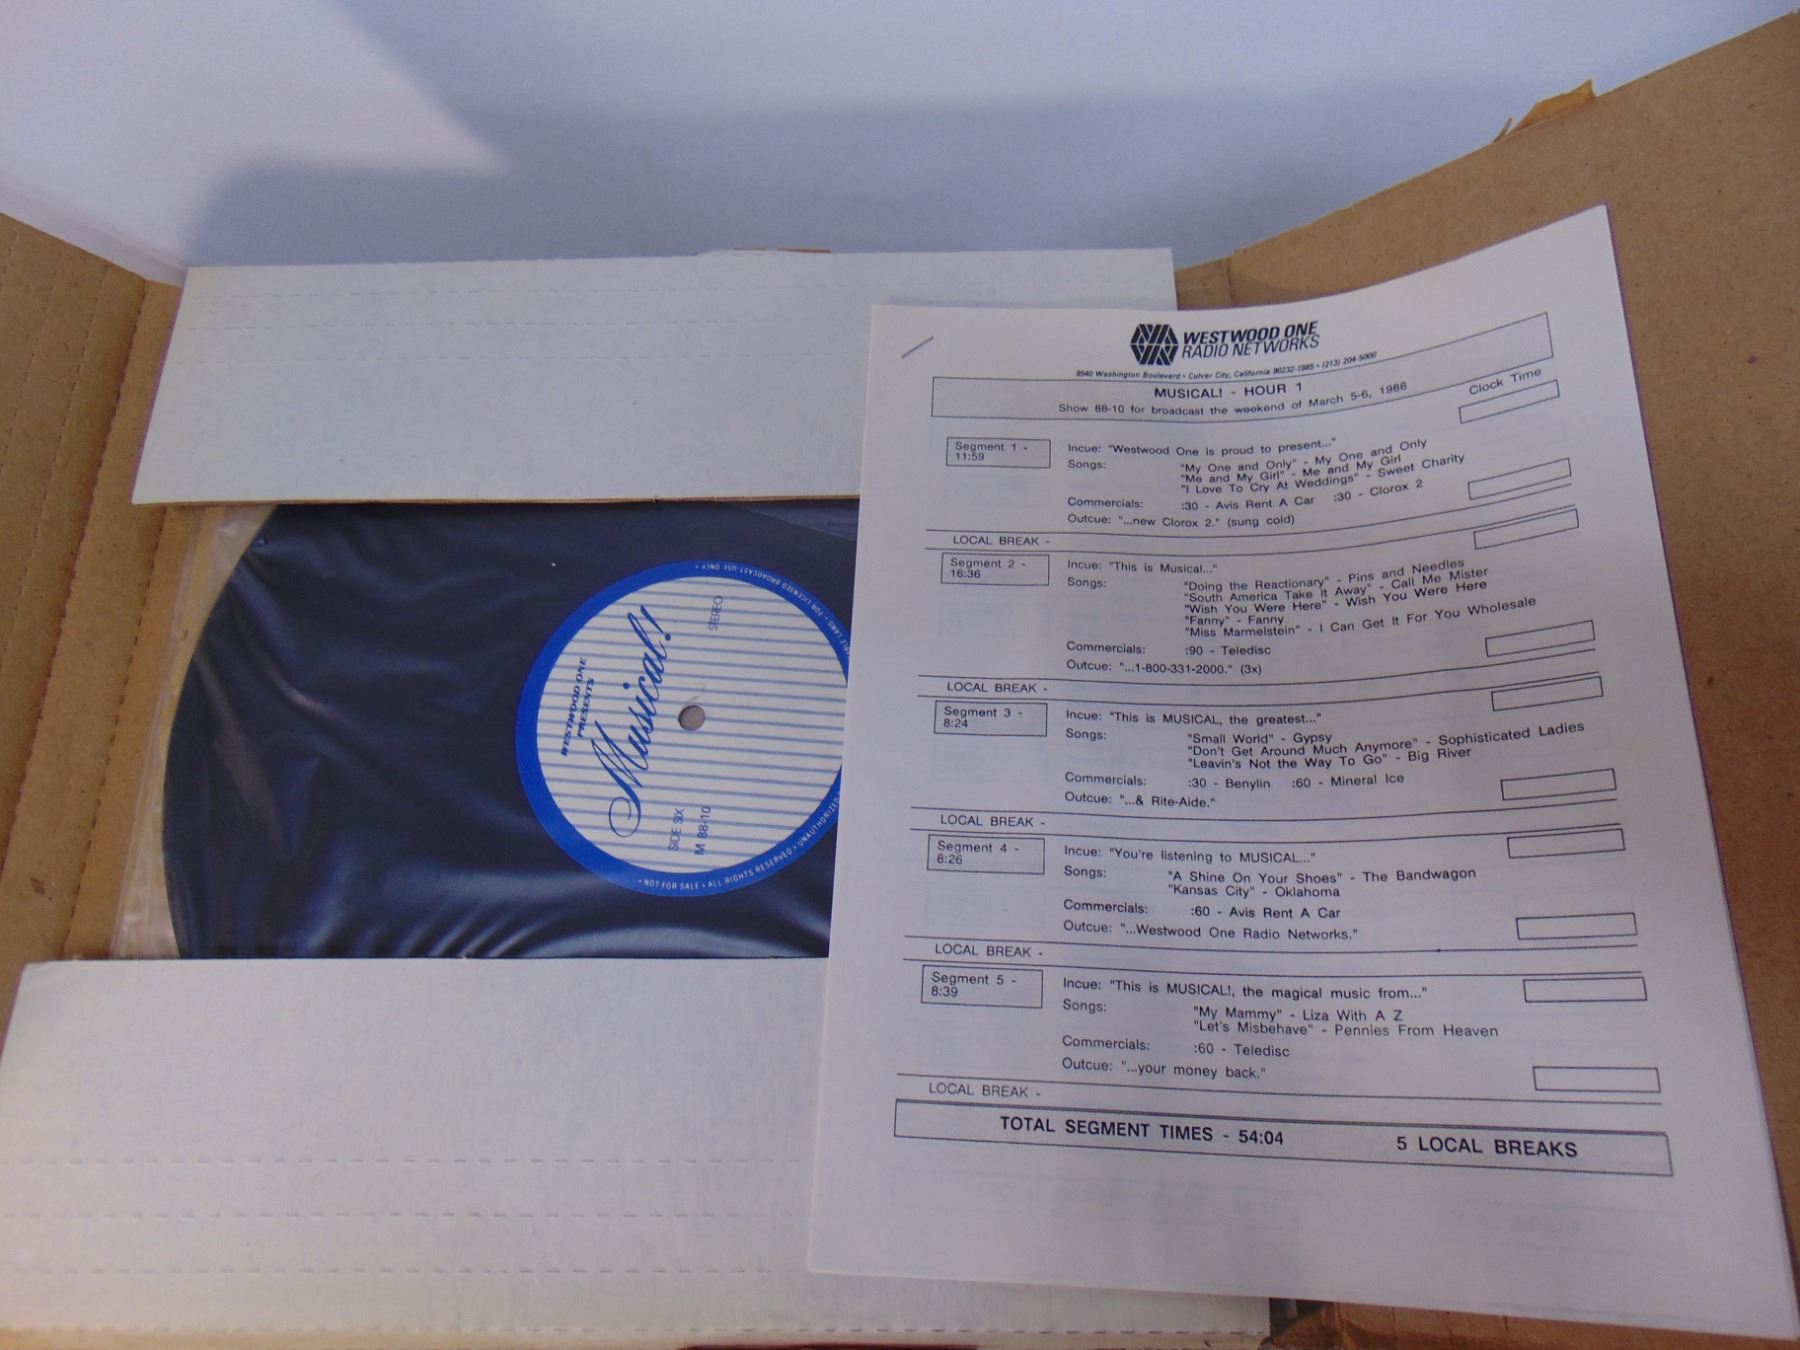 WESTWOOD ONE
PRESENTS
Musical!
STEREO
SIDE SIX
M 88-10
• NOT FOR SALE • ALL RIGHTS RESERVED • UNAUTHORIZED
LAWS • FOR LICENSED BROADCAST USE ONLY •
WESTWOOD ONE
RADIO NETWORKS
9540 Washington Boulevard • Culver City, California 90232-1985 • (213) 204-5000
MUSICAL! - HOUR 1
Show 88-10 for broadcast the weekend of March 5-6, 1988
Clock Time
Segment 1 -
11:59
Incue: "Westwood One is proud to present..."
Songs: "My One and Only" - My One and Only
"Me and My Girl" - Me and My Girl
"I Love To Cry At Weddings" - Sweet Charity
Commercials: :30 - Avis Rent A Car :30 - Clorox 2
Outcue: "...new Clorox 2." (sung cold)
LOCAL BREAK -
Segment 2 -
16:36
Incue: "This is Musical..."
Songs: "Doing the Reactionary" - Pins and Needles
"South America Take It Away" - Call Me Mister
"Wish You Were Here" - Wish You Were Here
"Fanny" - Fanny
"Miss Marmelstein" - I Can Get It For You Wholesale
Commercials: :90 - Teledisc
Outcue: "...1-800-331-2000." (3x)
LOCAL BREAK -
Segment 3 -
8:24
Incue: "This is MUSICAL, the greatest..."
Songs: "Small World" - Gypsy
"Don't Get Around Much Anymore" - Sophisticated Ladies
"Leavin's Not the Way To Go" - Big River
Commercials: :30 - Benylin :60 - Mineral Ice
Outcue: "...& Rite-Aide."
LOCAL BREAK -
Segment 4 -
8:26
Incue: "You're listening to MUSICAL..."
Songs: "A Shine On Your Shoes" - The Bandwagon
"Kansas City" - Oklahoma
Commercials: :60 - Avis Rent A Car
Outcue: "...Westwood One Radio Networks."
LOCAL BREAK -
Segment 5 -
8:39
Incue: "This is MUSICAL!, the magical music from..."
Songs: "My Mammy" - Liza With A Z
"Let's Misbehave" - Pennies From Heaven
Commercials: :60 - Teledisc
Outcue: "...your money back."
LOCAL BREAK -
TOTAL SEGMENT TIMES - 54:04 5 LOCAL BREAKS